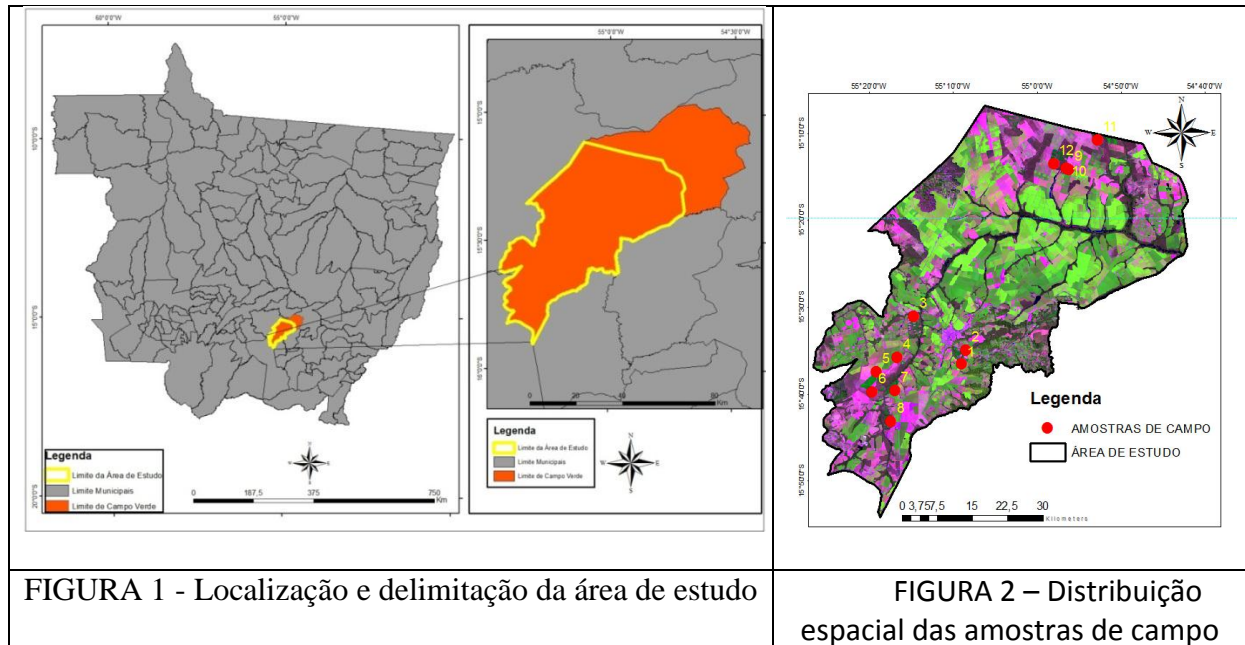 60°0'0"W
55°0'0"W
10°0'0"S
15°0'0"S
20°0'0"S
Legenda
Limite da Área de Estudo
Limite Municipais
Limite de Campo Verde
0 187,5 375 750
Km
55°0'0"W
54°30'0"W
15°0'0"S
15°30'0"S
16°0'0"S
0 20 40 60 80
Km
Legenda
Limite da Área de Estudo
Limite Municipais
Limite de Campo Verde
55°20'0"W
55°10'0"W
55°0'0"W
54°50'0"W
54°40'0"W
15°10'0"S
15°20'0"S
15°30'0"S
15°40'0"S
15°50'0"S
N
W
E
S
11
12
9
10
3
2
4
5
6
7
8
Legenda
AMOSTRAS DE CAMPO
ÁREA DE ESTUDO
0 3,757,5 15 22,5 30
Kilometers
FIGURA 1 - Localização e delimitação da área de estudo
FIGURA 2 – Distribuição
espacial das amostras de campo